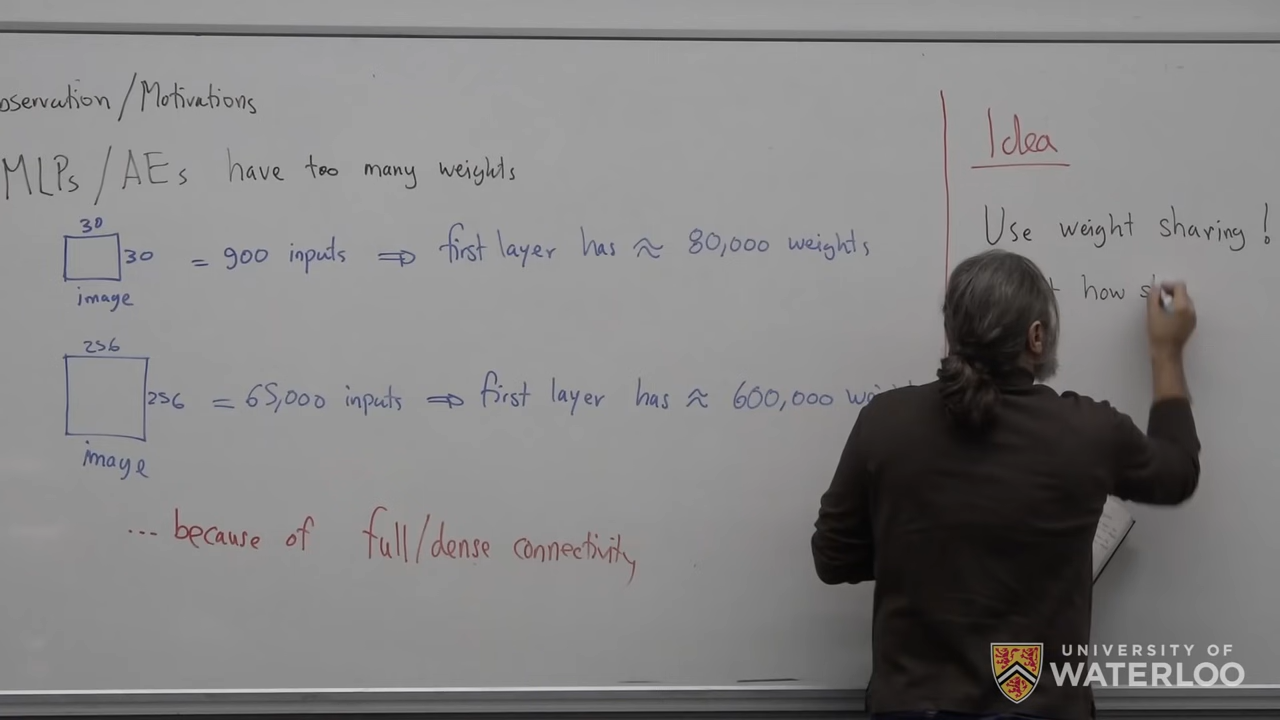 oservation/Motivations
MLPs/AEs have too many weights
30
30
= 900 inputs ⇒ first layer has ≈ 80,000 weights
image
256
256
= 65,000 inputs ⇒ first layer has ≈ 600,000
image
... because of full/dense connectivity
Idea
Use weight sharing!
how
UNIVERSITY OF
WATERLOO